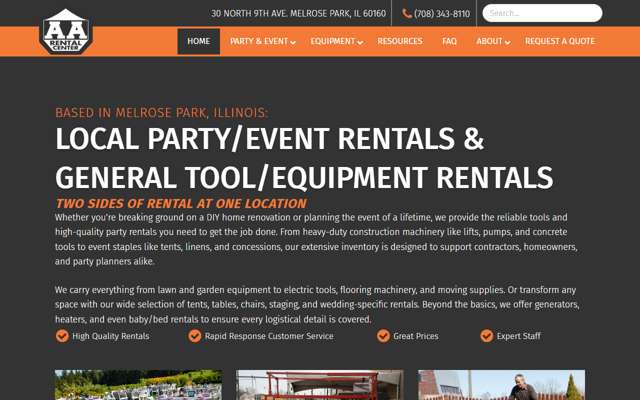 30 NORTH 9TH AVE. MELROSE PARK, IL 60160
(708) 343-8110
Search...
AA
RENTAL
CENTER
HOME
PARTY & EVENT
EQUIPMENT
RESOURCES
FAQ
ABOUT
REQUEST A QUOTE
BASED IN MELROSE PARK, ILLINOIS:
LOCAL PARTY/EVENT RENTALS &
GENERAL TOOL/EQUIPMENT RENTALS
TWO SIDES OF RENTAL AT ONE LOCATION
Whether you're breaking ground on a DIY home renovation or planning the event of a lifetime, we provide the reliable tools and
high-quality party rentals you need to get the job done. From heavy-duty construction machinery like lifts, pumps, and concrete
tools to event staples like tents, linens, and concessions, our extensive inventory is designed to support contractors, homeowners,
and party planners alike.
We carry everything from lawn and garden equipment to electric tools, flooring machinery, and moving supplies. Or transform any
space with our wide selection of tents, tables, chairs, staging, and wedding-specific rentals. Beyond the basics, we offer generators,
heaters, and even baby/bed rentals to ensure every logistical detail is covered.
High Quality Rentals
Rapid Response Customer Service
Great Prices
Expert Staff